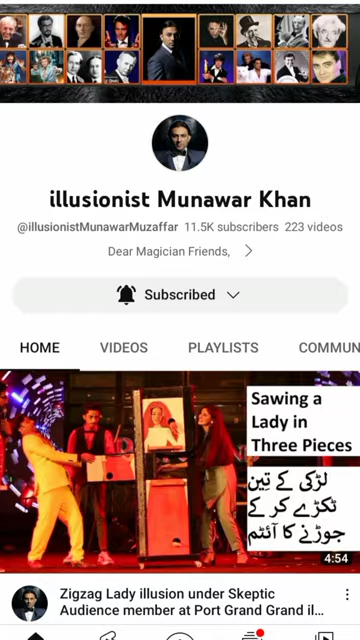 illusionist Munawar Khan
@illusionistMunawarMuzaffar 11.5K subscribers 223 videos
Dear Magician Friends,
Subscribed
HOME VIDEOS PLAYLISTS COMMUN
Sawing a
Lady in
Three Pieces
لڑکی کے تین
ٹکڑے کر کے
جوڑنے کا آئٹم
4:54
Zigzag Lady illusion under Skeptic
Audience member at Port Grand Grand il...